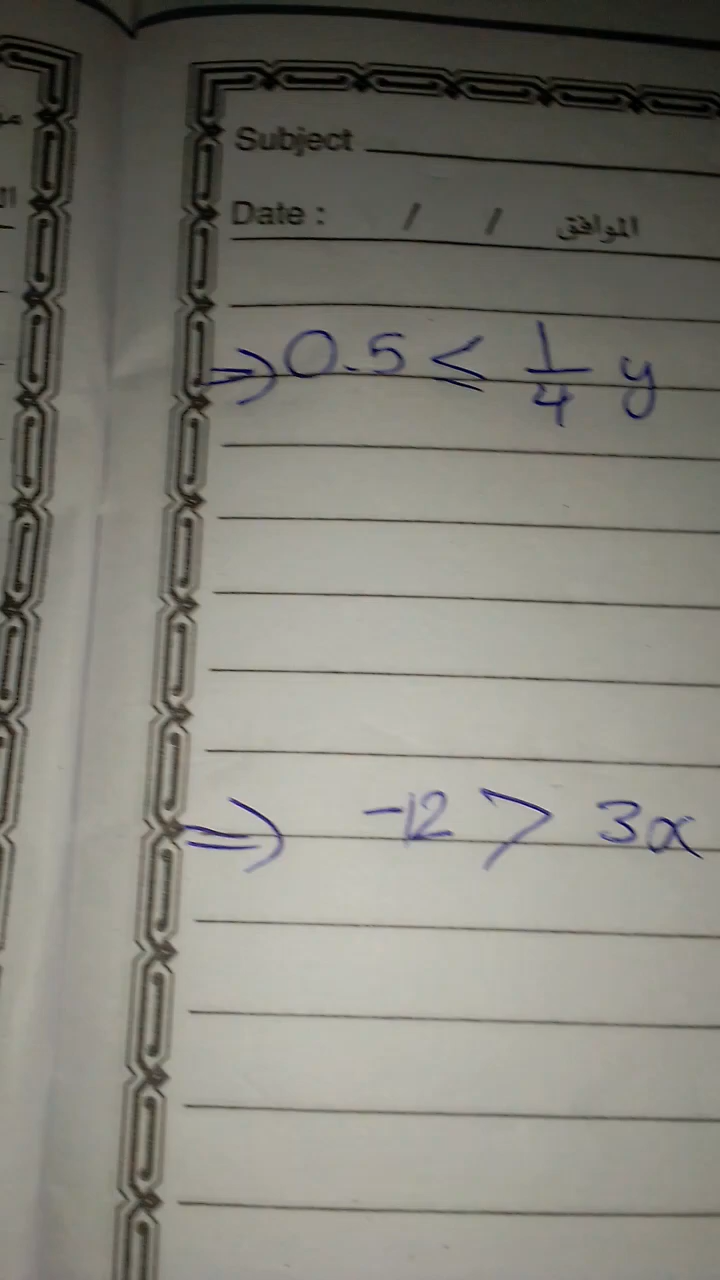 Subject
Date : / / الموافق
⇒ 0.5 ≤ 1/4 y
⇒ -12 > 3x